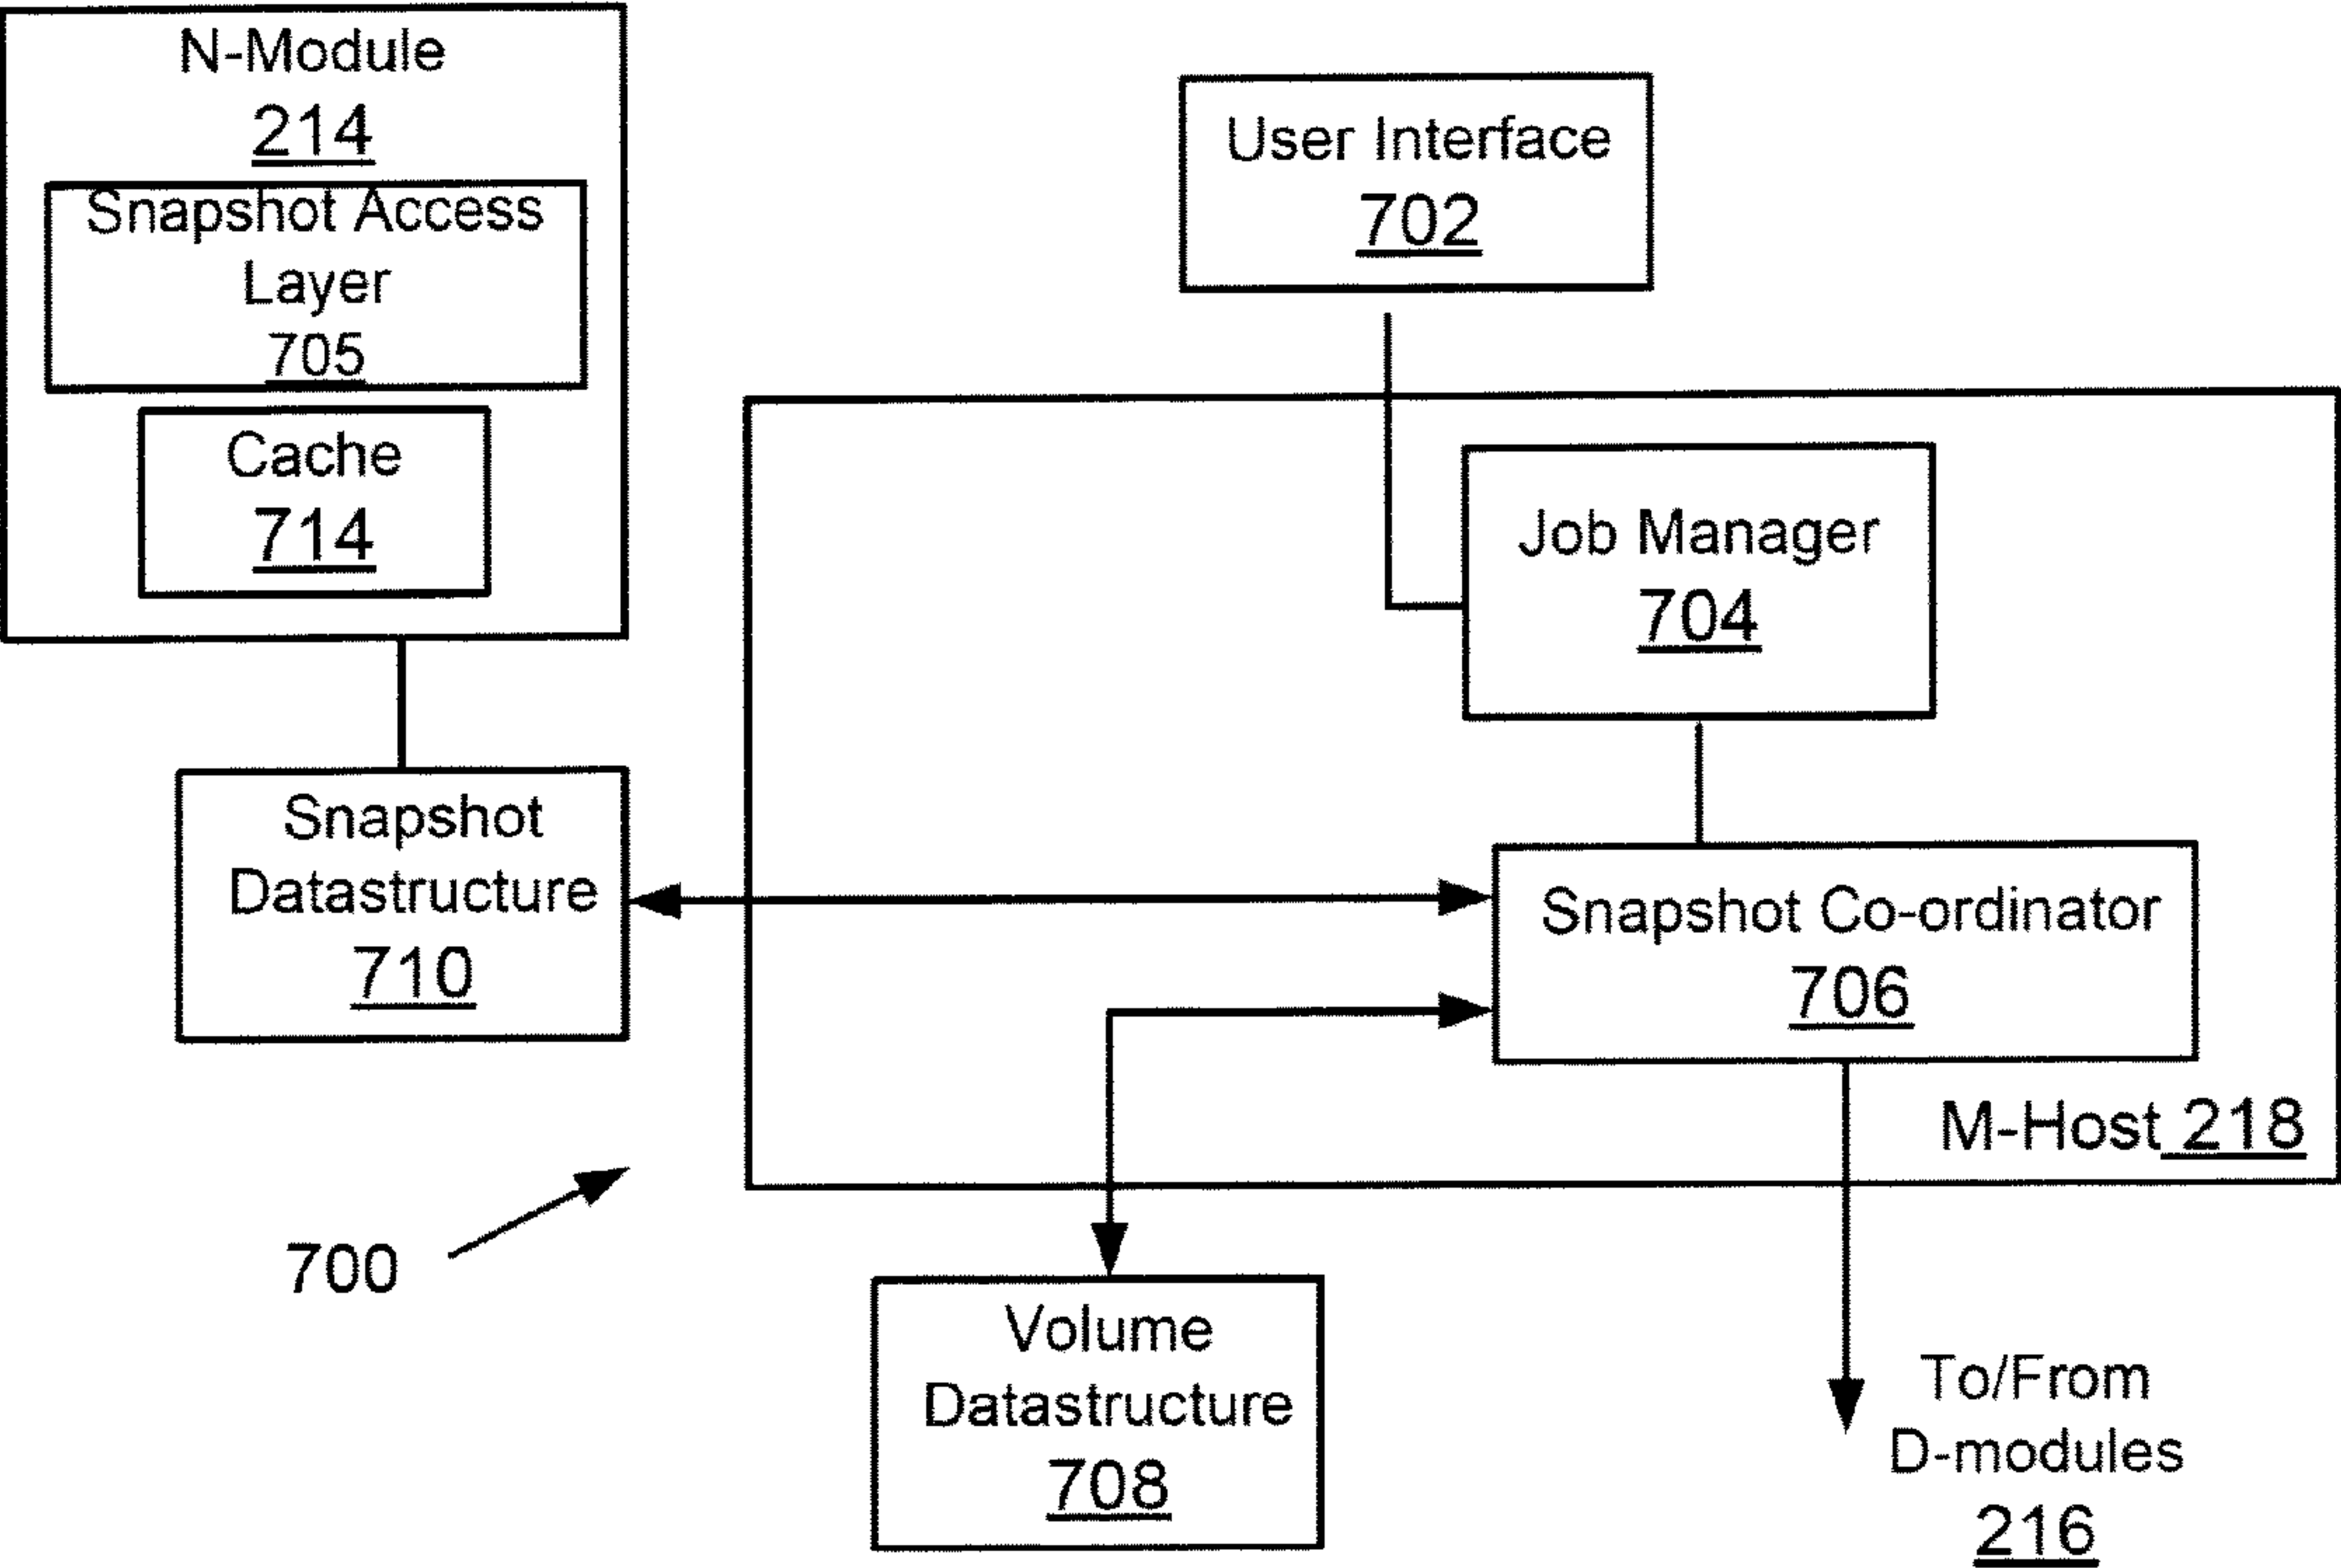 N-Module
214
Snapshot Access
Layer
705
Cache
714
User Interface
702
Job Manager
704
Snapshot
Datastructure
710
Snapshot Co-ordinator
706
M-Host 218
700
Volume
Datastructure
708
To/From
D-modules
216